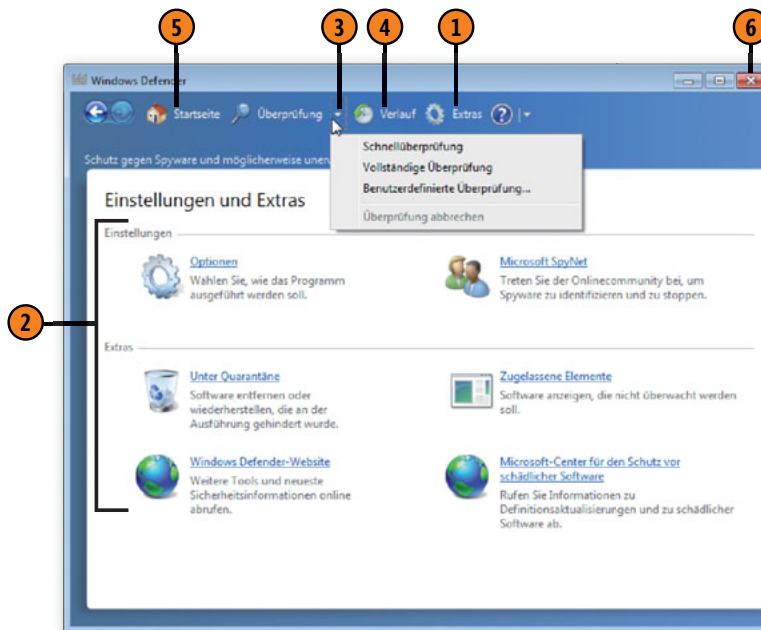 5 3 4 1 6
Windows Defender
Startseite Überprüfung Verlauf Extras ?
Schutz gegen Spyware und möglicherweise
Schnellüberprüfung
Vollständige Überprüfung
Benutzerdefinierte Überprüfung...
Überprüfung abbrechen
Einstellungen und Extras
Einstellungen
2
Optionen
Wählen Sie, wie das Programm
ausgeführt werden soll.
Microsoft SpyNet
Treten Sie der Onlinecommunity bei, um
Spyware zu identifizieren und zu stoppen.
Extras
Unter Quarantäne
Software entfernen oder
wiederherstellen, die an der
Ausführung gehindert wurde.
Zugelassene Elemente
Software anzeigen, die nicht überwacht werden
soll.
Windows Defender-Website
Weitere Tools und neueste
Sicherheitsinformationen online
abrufen.
Microsoft-Center für den Schutz vor
schädlicher Software
Rufen Sie Informationen zu
Definitionsaktualisierungen und zu schädlicher
Software ab.